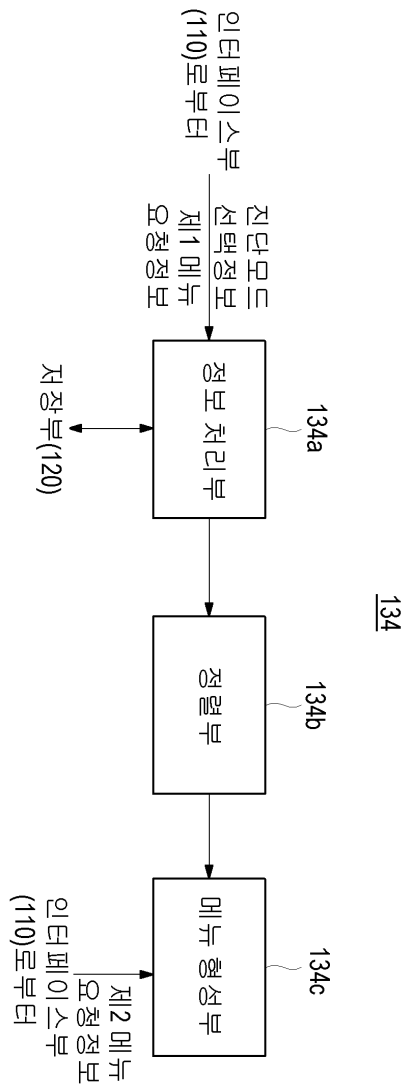 134
인터페이스부
(110)로부터
진단모드
선택정보
제1 메뉴
요청정보
134a
정보 처리부
저장부(120)
134b
정렬부
134c
메뉴 형성부
제2 메뉴
요청정보
인터페이스부
(110)로부터